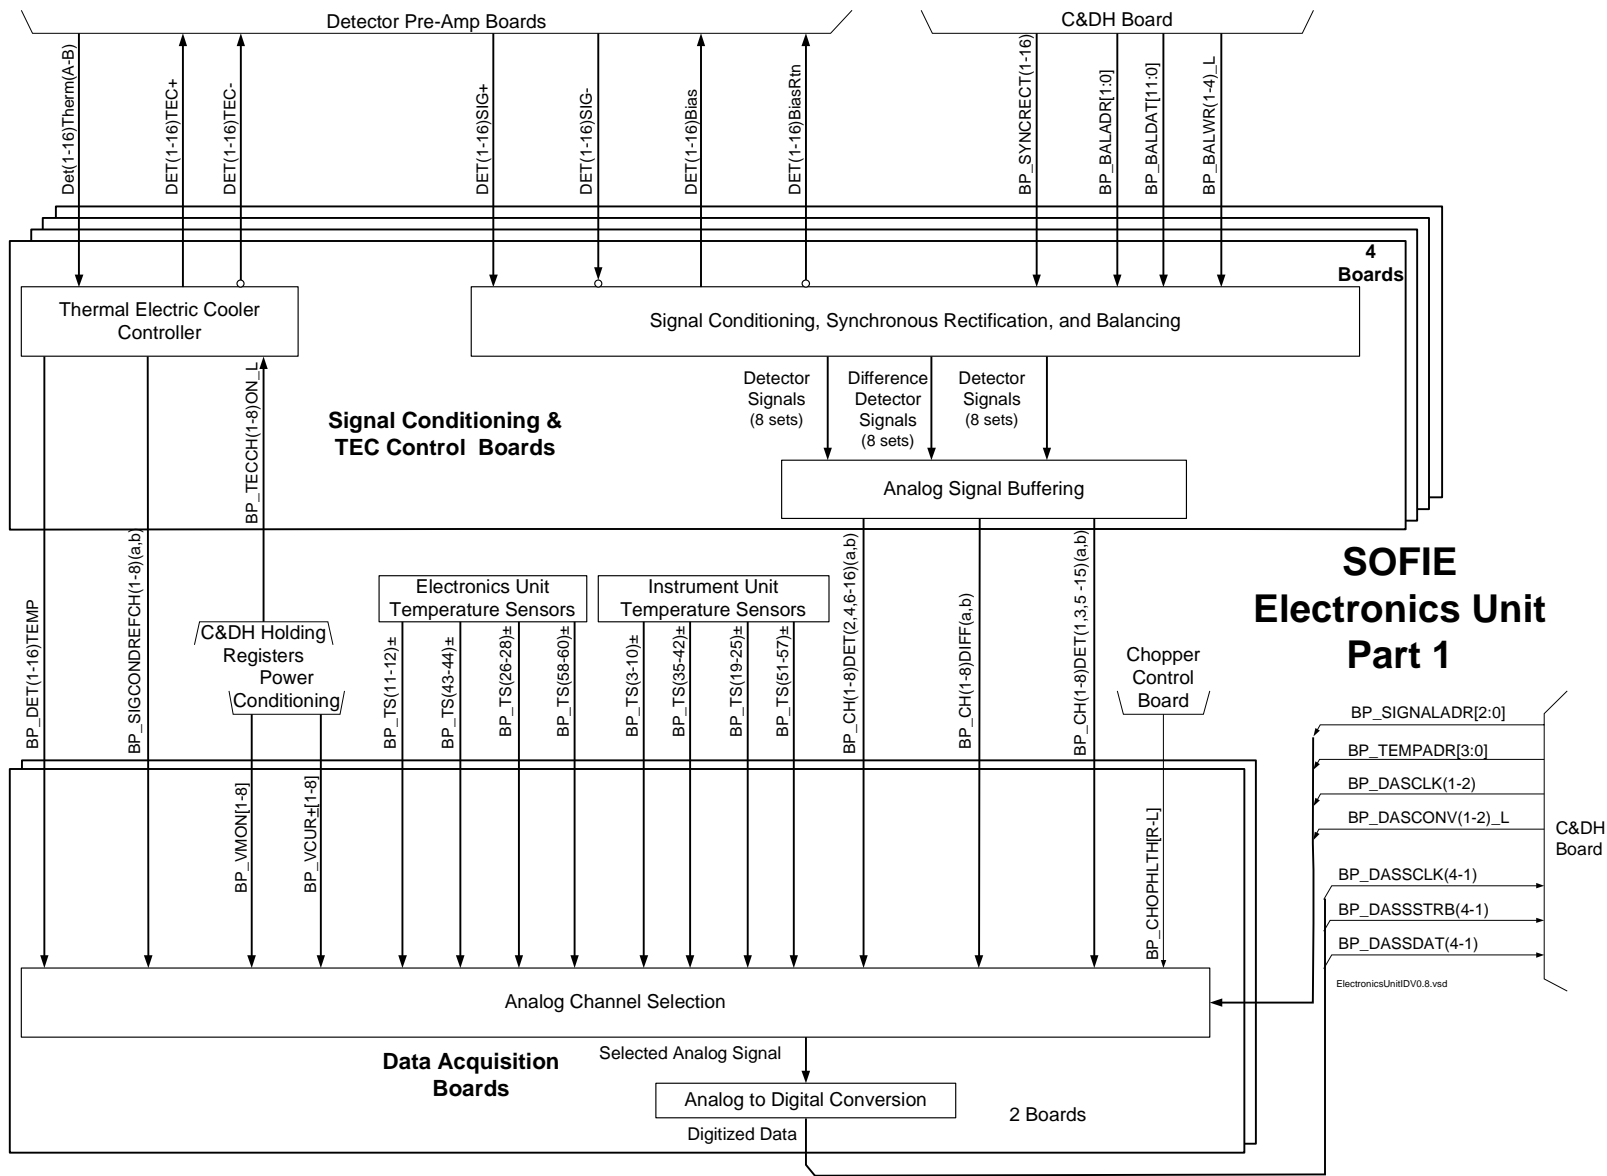 Detector Pre-Amp Boards
C&DH Board
Det(1-16)Therm(A-B)
DET(1-16)TEC+
DET(1-16)TEC-
DET(1-16)SIG+
DET(1-16)SIG-
DET(1-16)Bias
DET(1-16)BiasRtn
BP_SYNCRECT(1-16)
BP_BALADR[1:0]
BP_BALDAT[11:0]
BP_BALWR(1-4)_L
4
Boards
Thermal Electric Cooler
Controller
Signal Conditioning, Synchronous Rectification, and Balancing
BP_TECCH(1-8)ON_L
Signal Conditioning &
TEC Control Boards
Detector
Signals
(8 sets)
Difference
Detector
Signals
(8 sets)
Detector
Signals
(8 sets)
Analog Signal Buffering
SOFIE
Electronics Unit
Part 1
BP_DET(1-16)TEMP
BP_SIGCONDREFCH(1-8)(a,b)
C&DH Holding
Registers
Power
Conditioning
Electronics Unit
Temperature Sensors
Instrument Unit
Temperature Sensors
BP_TS(11-12)±
BP_TS(43-44)±
BP_TS(26-28)±
BP_TS(58-60)±
BP_TS(3-10)±
BP_TS(35-42)±
BP_TS(19-25)±
BP_TS(51-57)±
BP_CH(1-8)DET(2,4,6-16)(a,b)
BP_CH(1-8)DIFF(a,b)
BP_CH(1-8)DET(1,3,5 -15)(a,b)
Chopper
Control
Board
BP_VMON[1-8]
BP_VCUR±[1-8]
BP_CHOPHLTH[R-L]
BP_SIGNALADR[2:0]
BP_TEMPADR[3:0]
BP_DASCLK(1-2)
BP_DASCONV(1-2)_L
C&DH
Board
BP_DASSCLK(4-1)
BP_DASSSTRB(4-1)
BP_DASSDAT(4-1)
ElectronicsUnitIDV0.8.vsd
Analog Channel Selection
Data Acquisition
Boards
Selected Analog Signal
Analog to Digital Conversion
2 Boards
Digitized Data